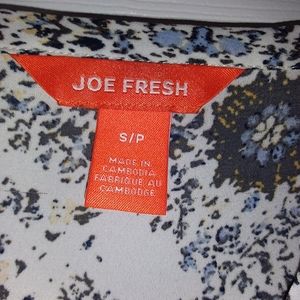 JOE FRESH
S/P
MADE IN
CAMBODIA
FABRIQUÉ AU
CAMBODGE